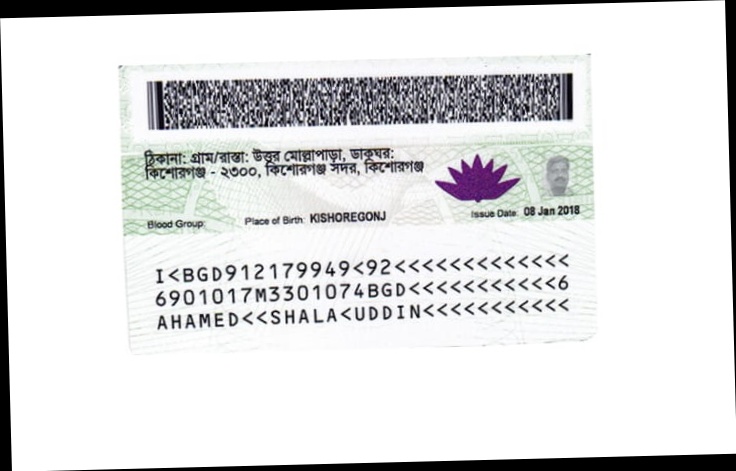 ঠিকানা: গ্রাম/রাস্তা: উত্তর মোল্লাপাড়া, ডাকঘর:
কিশোরগঞ্জ - ২৩০০, কিশোরগঞ্জ সদর, কিশোরগঞ্জ
Blood Group: Place of Birth: KISHOREGONJ Issue Date: 08 Jan 2018
I<BGD912179949<92<<<<<<<<<<<<<
6901017M3301074BGD<<<<<<<<<<<6
AHAMED<<SHALA<UDDIN<<<<<<<<<<<